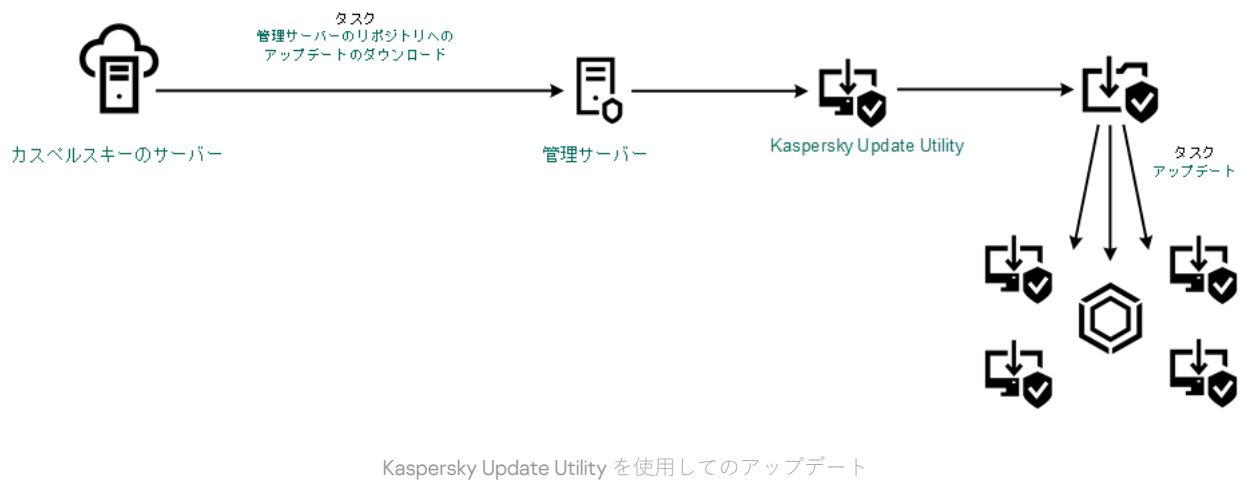 タスク
管理サーバーのリポジトリへの
アップデートのダウンロード
カスペルスキーのサーバー
管理サーバー
Kaspersky Update Utility
タスク
アップデート
Kaspersky Update Utility を使用してのアップデート